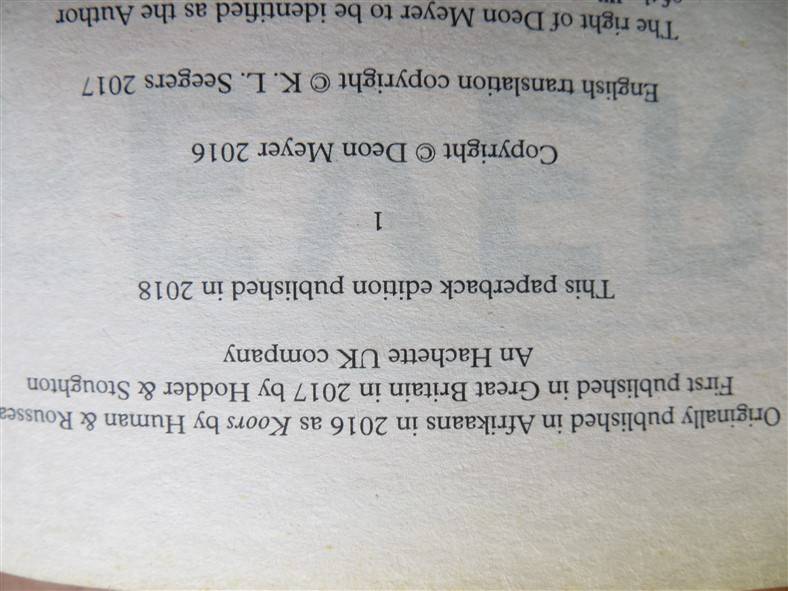 Originally published in Afrikaans in 2016 as Koors by Human &
First published in Great Britain in 2017 by Hodder & Stoughton
An Hachette UK company
This paperback edition published in 2018
1
Copyright © Deon Meyer 2016
English translation copyright © K. L. Seegers 2017
The right of Deon Meyer to be identified as the Author